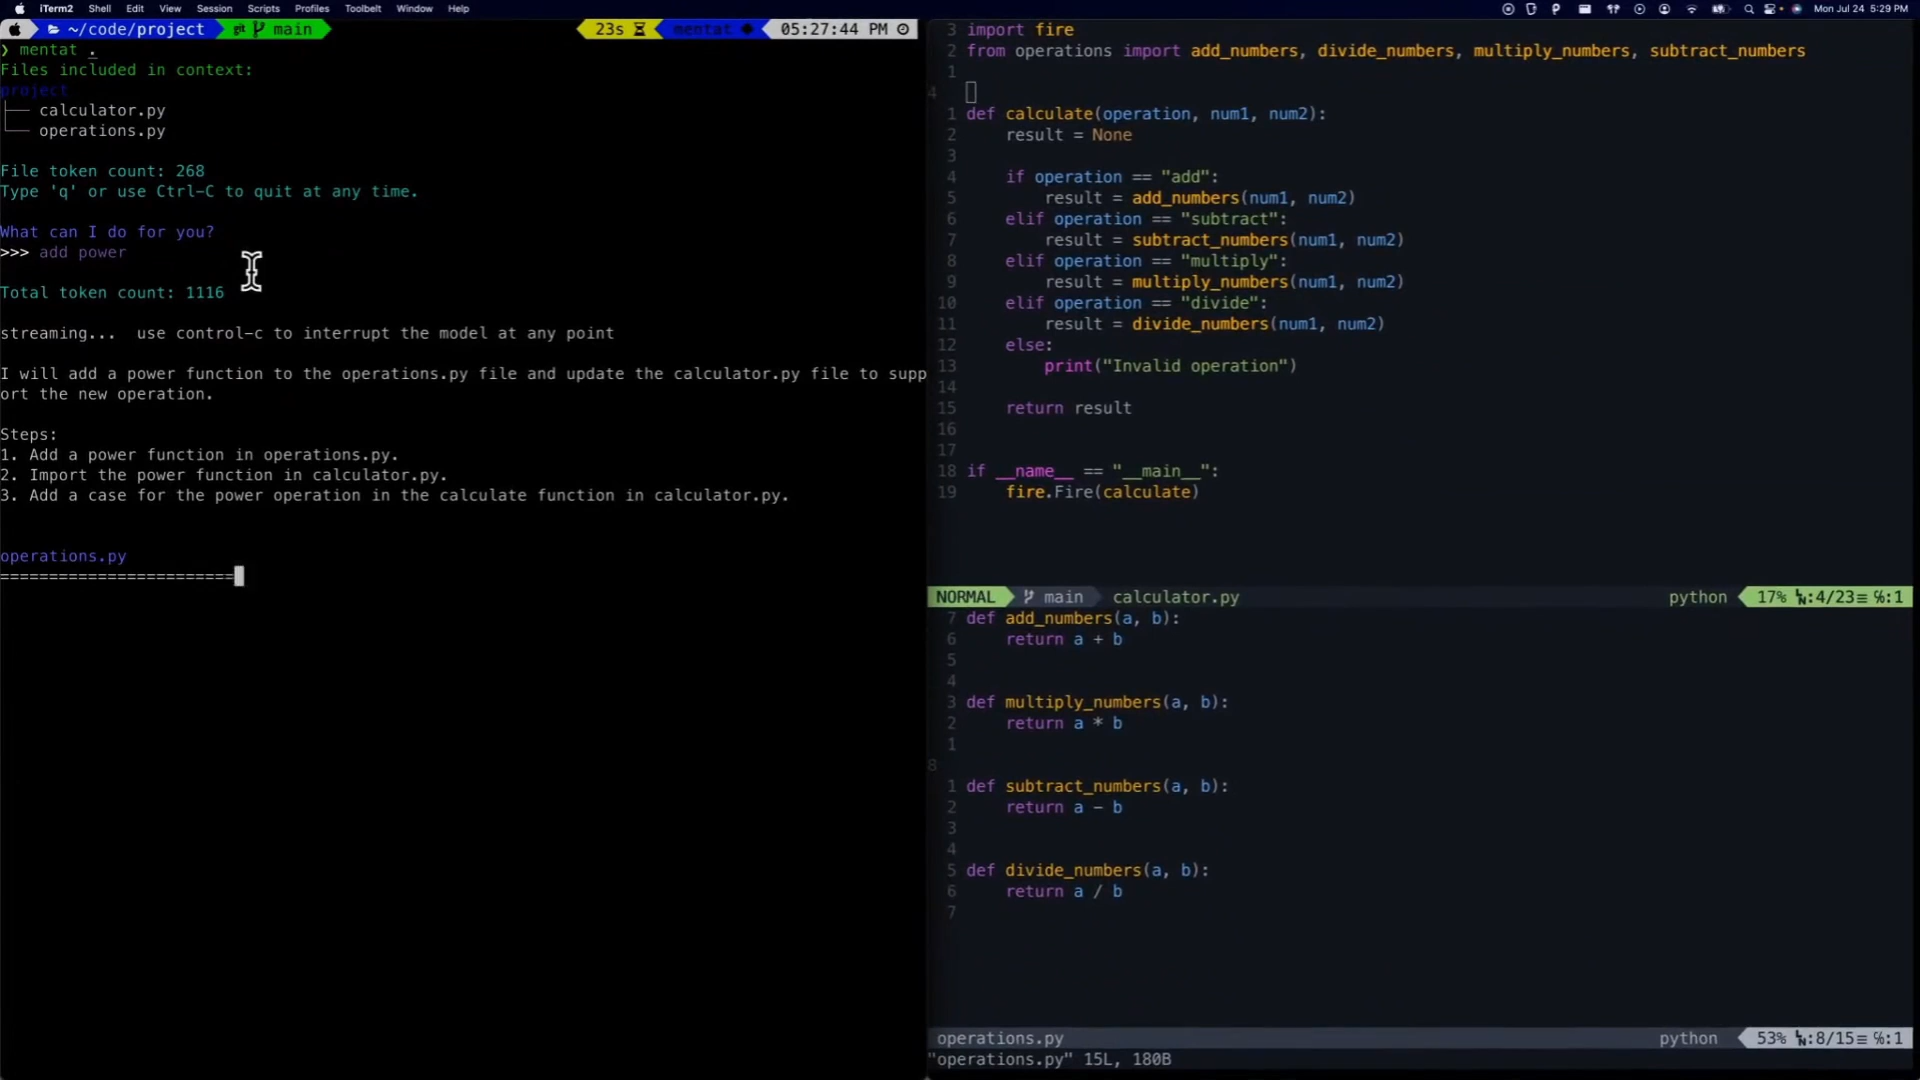 iTerm2 Shell Edit View Session Scripts Profiles Toolbelt Window Help
Mon Jul 24 5:29 PM
~/code/project main
23s mentat 05:27:44 PM
❯ mentat .
Files included in context:
project
├── calculator.py
└── operations.py
File token count: 268
Type 'q' or use Ctrl-C to quit at any time.
What can I do for you?
>>> add power
Total token count: 1116
streaming...  use control-c to interrupt the model at any point
I will add a power function to the operations.py file and update the calculator.py file to supp
ort the new operation.
Steps:
1. Add a power function in operations.py.
2. Import the power function in calculator.py.
3. Add a case for the power operation in the calculate function in calculator.py.
operations.py
========================
3 import fire
2 from operations import add_numbers, divide_numbers, multiply_numbers, subtract_numbers
1
4
1 def calculate(operation, num1, num2):
2     result = None
3
4     if operation == "add":
5         result = add_numbers(num1, num2)
6     elif operation == "subtract":
7         result = subtract_numbers(num1, num2)
8     elif operation == "multiply":
9         result = multiply_numbers(num1, num2)
10     elif operation == "divide":
11         result = divide_numbers(num1, num2)
12     else:
13         print("Invalid operation")
14
15     return result
16
17
18 if __name__ == "__main__":
19     fire.Fire(calculate)
NORMAL main calculator.py python 17% LN:4/23≡ ℅:1
7 def add_numbers(a, b):
6     return a + b
5
4
3 def multiply_numbers(a, b):
2     return a * b
1
8
1 def subtract_numbers(a, b):
2     return a - b
3
4
5 def divide_numbers(a, b):
6     return a / b
7
operations.py python 53% LN:8/15≡ ℅:1
"operations.py" 15L, 180B